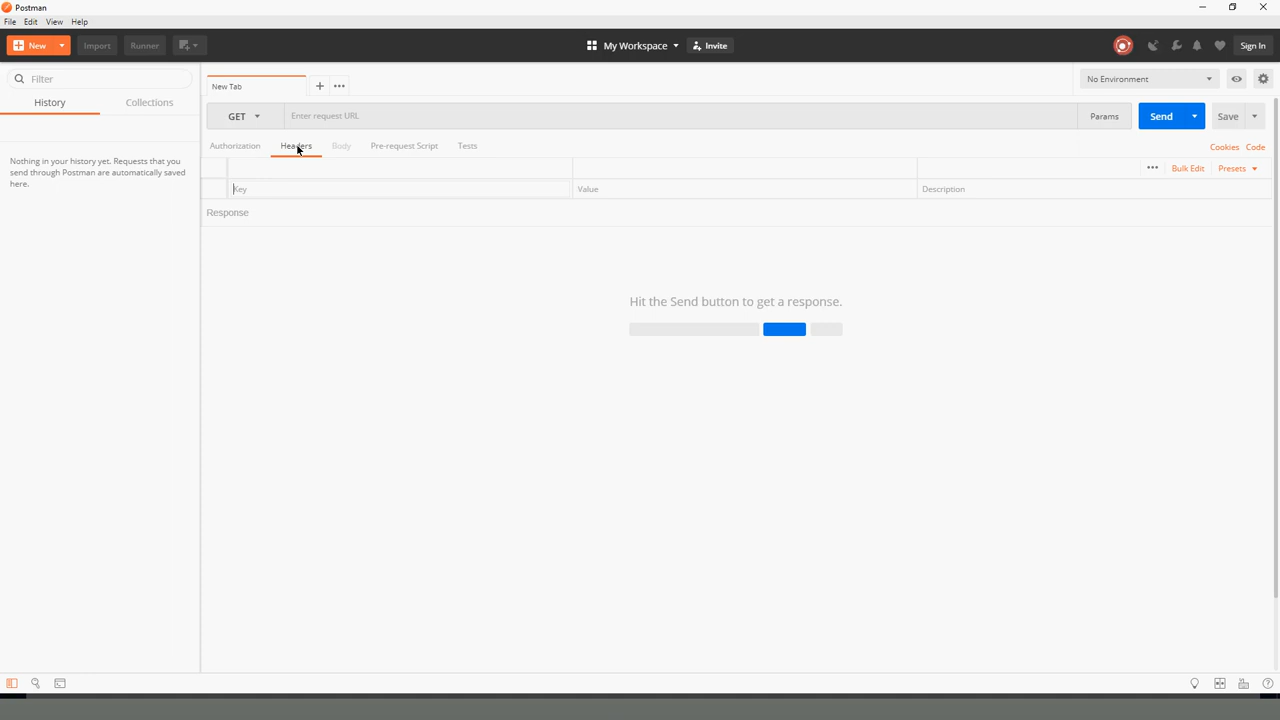 Postman
File Edit View Help
New Import Runner My Workspace Invite Sign In
Filter
History Collections
Nothing in your history yet. Requests that you
send through Postman are automatically saved
here.
New Tab
No Environment
GET Enter request URL Params Send Save
Authorization Headers Body Pre-request Script Tests Cookies Code
Bulk Edit Presets
Key Value Description
Response
Hit the Send button to get a response.